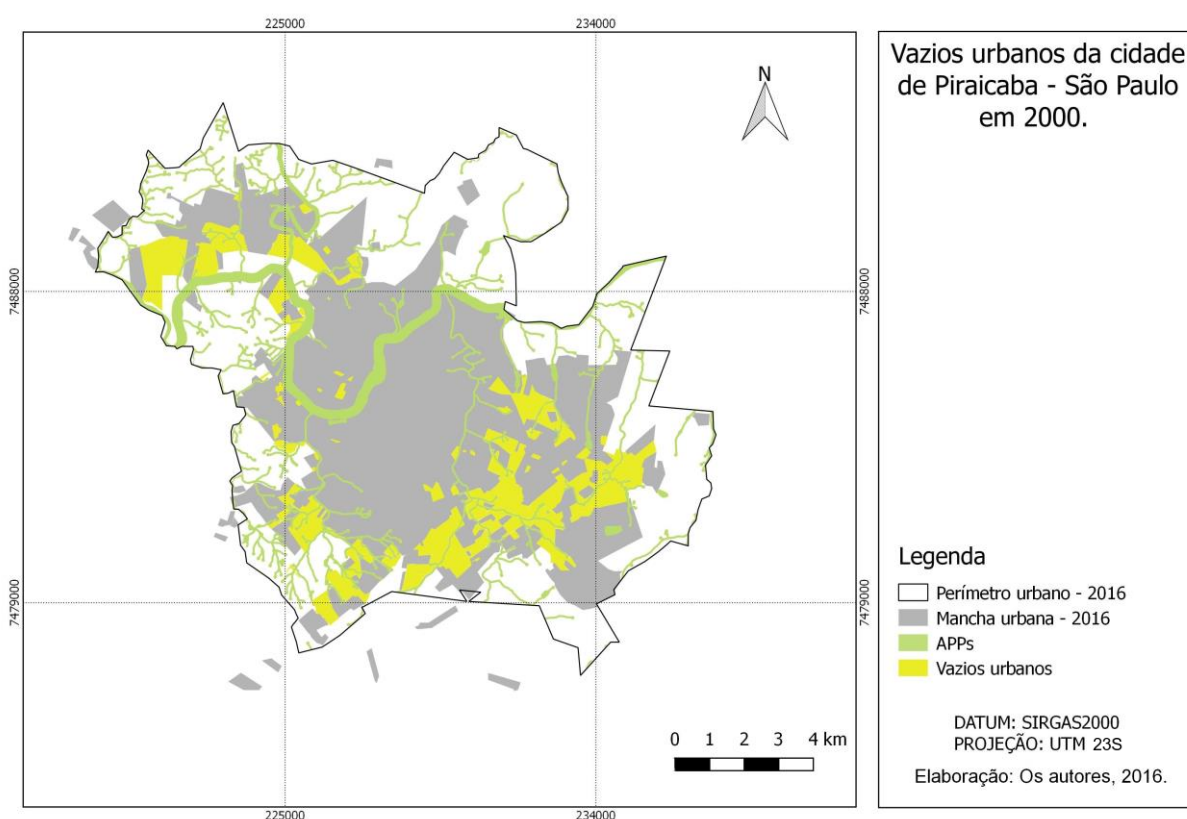 225000
234000
Vazios urbanos da cidade
de Piraicaba - São Paulo
em 2000.
N
7488000
7488000
7479000
7479000
Legenda
Perímetro urbano - 2016
Mancha urbana - 2016
APPs
Vazios urbanos
DATUM: SIRGAS2000
PROJEÇÃO: UTM 23S
Elaboração: Os autores, 2016.
0 1 2 3 4 km
225000
234000